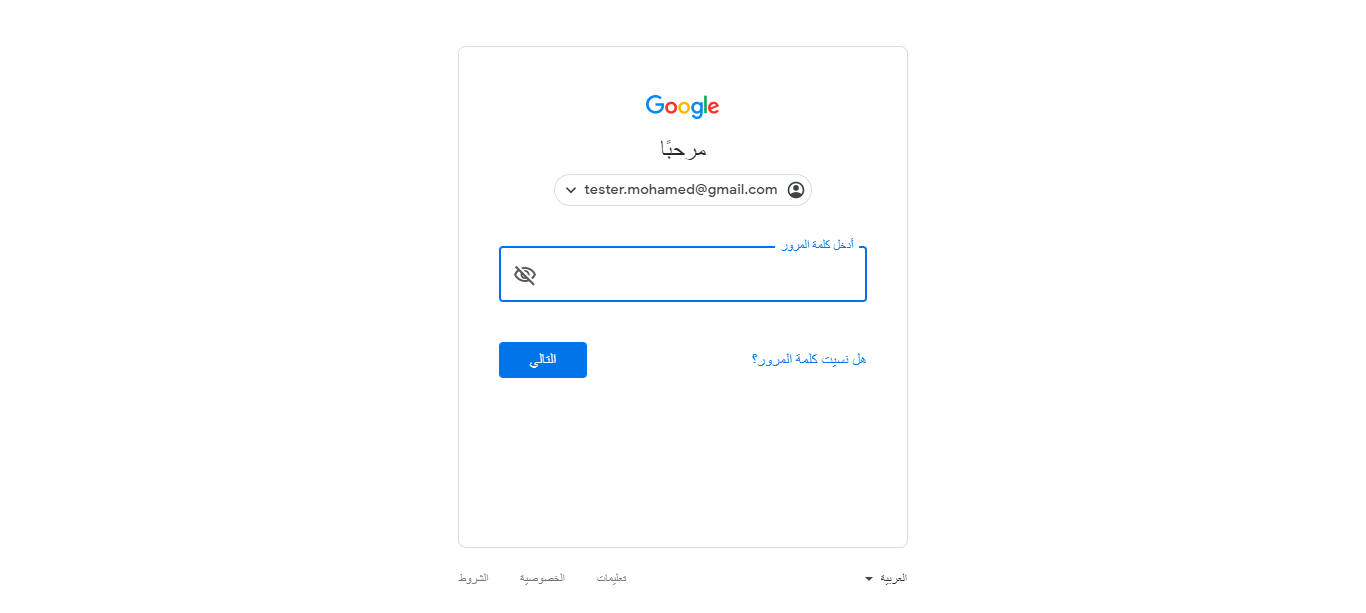 Google
مرحبًا
tester.mohamed@gmail.com
أدخل كلمة المرور
هل نسيت كلمة المرور؟
التالي
العربية
تعليمات
الخصوصية
الشروط